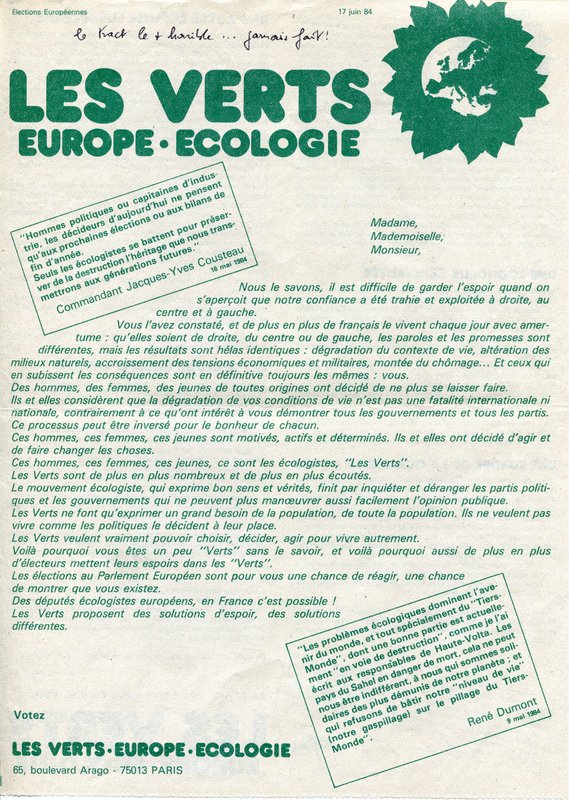 Elections Européennes
17 juin 84
le tract le + horible ... jamais fait!
LES VERTS
EUROPE • ECOLOGIE
"Hommes politiques ou capitaines d'indus-
trie, les décideurs d'aujourd'hui ne pensent
qu'aux prochaines élections ou aux bilans de
fin d'année.
Seuls les écologistes se battent pour préser-
ver de la destruction l'héritage que nous trans-
mettrons aux générations futures."
Commandant Jacques-Yves Cousteau
16 mai 1984
Madame,
Mademoiselle,
Monsieur,
Nous le savons, il est difficile de garder l'espoir quand on
s'aperçoit que notre confiance a été trahie et exploitée à droite, au
centre et à gauche.
Vous l'avez constaté, et de plus en plus de français le vivent chaque jour avec amer-
tume : qu'elles soient de droite, du centre ou de gauche, les paroles et les promesses sont
différentes, mais les résultats sont hélas identiques : dégradation du contexte de vie, altération des
milieux naturels, accroissement des tensions économiques et militaires, montée du chômage... Et ceux qui
en subissent les conséquences sont en définitive toujours les mêmes : vous.
Des hommes, des femmes, des jeunes de toutes origines ont décidé de ne plus se laisser faire.
Ils et elles considèrent que la dégradation de vos conditions de vie n'est pas une fatalité internationale ni
nationale, contrairement à ce qu'ont intérêt à vous démontrer tous les gouvernements et tous les partis.
Ce processus peut être inversé pour le bonheur de chacun.
Ces hommes, ces femmes, ces jeunes sont motivés, actifs et déterminés. Ils et elles ont décidé d'agir et
de faire changer les choses.
Ces hommes, ces femmes, ces jeunes, ce sont les écologistes, "Les Verts".
Les Verts sont de plus en plus nombreux et de plus en plus écoutés.
Le mouvement écologiste, qui exprime bon sens et vérités, finit par inquiéter et déranger les partis politi-
ques et les gouvernements qui ne peuvent plus manœuvrer aussi facilement l'opinion publique.
Les Verts ne font qu'exprimer un grand besoin de la population, de toute la population. Ils ne veulent pas
vivre comme les politiques le décident à leur place.
Les Verts veulent vraiment pouvoir choisir, décider, agir pour vivre autrement.
Voilà pourquoi vous êtes un peu "Verts" sans le savoir, et voilà pourquoi aussi de plus en plus
d'électeurs mettent leurs espoirs dans les "Verts".
Les élections au Parlement Européen sont pour vous une chance de réagir, une chance
de montrer que vous existez.
Des députés écologistes européens, en France c'est possible !
Les Verts proposent des solutions d'espoir, des solutions
différentes.
"Les problèmes écologiques dominent l'ave-
nir du monde, et tout spécialement du "Tiers-
Monde", dont une bonne partie est actuelle-
ment "en voie de destruction", comme je l'ai
écrit aux responsables de Haute-Volta. Les
pays du Sahel en danger de mort, cela ne peut
nous être indifférent, à nous qui sommes soli-
daires des plus démunis de notre planète ; et
qui refusons de bâtir notre "niveau de vie"
(notre gaspillage) sur le pillage du Tiers-
Monde".
René Dumont
9 mai 1984
Votez
LES VERTS • EUROPE • ECOLOGIE
65, boulevard Arago - 75013 PARIS